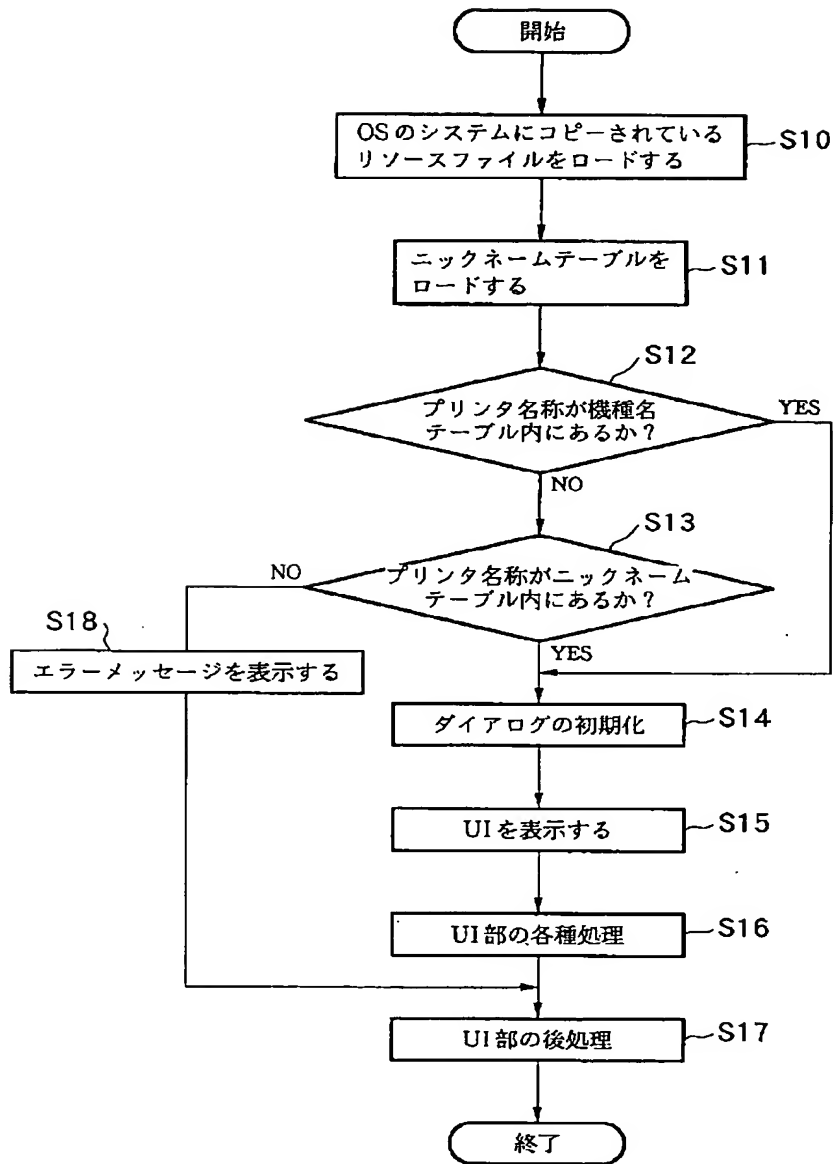 開始
OSのシステムにコピーされている
リソースファイルをロードする
S10
ニックネームテーブルを
ロードする
S11
S12
プリンタ名称が機種名
テーブル内にあるか?
YES
NO
S13
プリンタ名称がニックネーム
テーブル内にあるか?
NO
YES
S18
エラーメッセージを表示する
ダイアログの初期化
S14
UIを表示する
S15
UI部の各種処理
S16
UI部の後処理
S17
終了